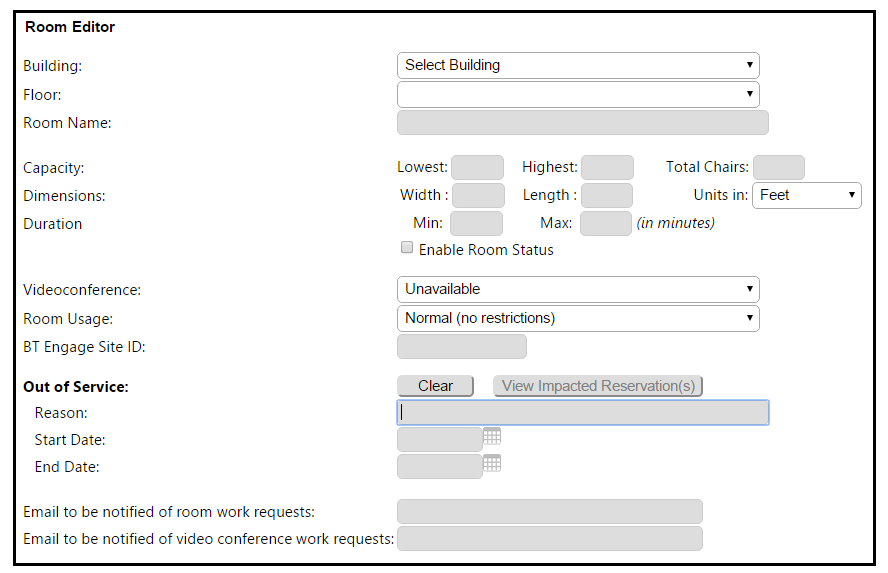 Room Editor
Building: Select Building
Floor:
Room Name:
Capacity: Lowest: Highest: Total Chairs:
Dimensions: Width : Length : Units in: Feet
Duration Min: Max: (in minutes)
Enable Room Status
Videoconference: Unavailable
Room Usage: Normal (no restrictions)
BT Engage Site ID:
Out of Service: Clear View Impacted Reservation(s)
Reason:
Start Date:
End Date:
Email to be notified of room work requests:
Email to be notified of video conference work requests: